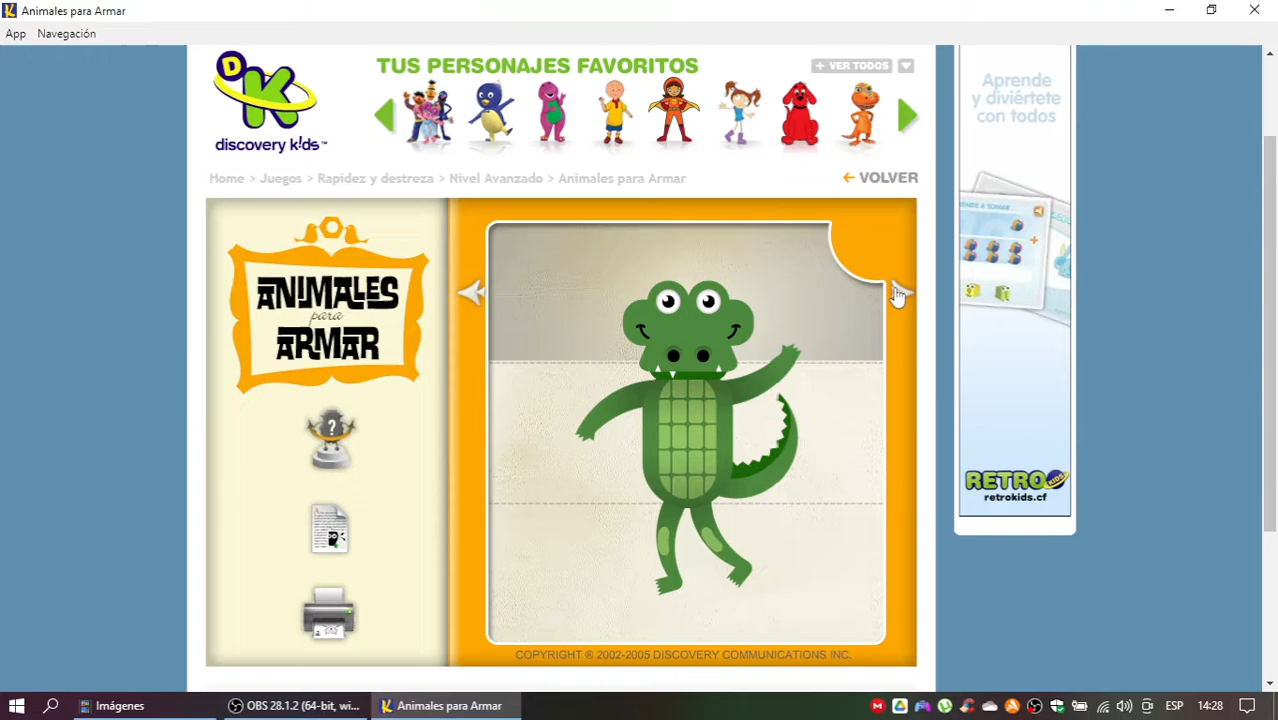 Animales para Armar
App Navegación
TUS PERSONAJES FAVORITOS
+ VER TODOS
DK
discovery kids™
Home > Juegos > Rapidez y destreza > Nivel Avanzado > Animales para Armar
VOLVER
Aprende
y diviértete
con todos
ANIMALES
para
ARMAR
?
RETRO KIDS
retrokids.cf
COPYRIGHT ® 2002-2005 DISCOVERY COMMUNICATIONS INC.
Imágenes
OBS 28.1.2 (64-bit, wi...
Animales para Armar
ESP
14:28